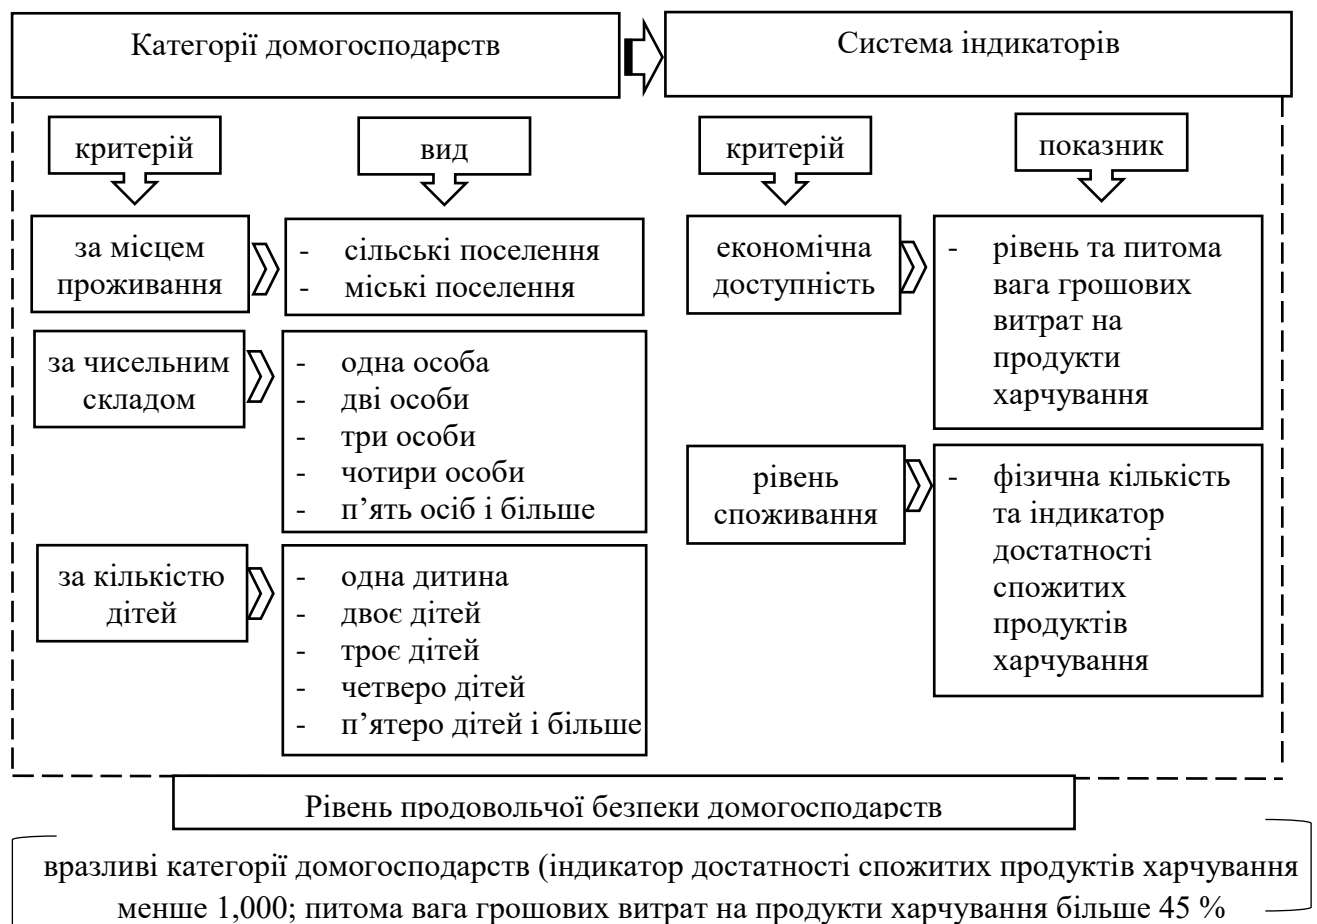 Категорії домогосподарств
Система індикаторів
критерій
вид
критерій
показник
за місцем
проживання
- сільські поселення
- міські поселення
економічна
доступність
- рівень та питома
вага грошових
витрат на
продукти
харчування
за чисельним
складом
- одна особа
- дві особи
- три особи
- чотири особи
- п’ять осіб і більше
рівень
споживання
- фізична кількість
та індикатор
достатності
спожитих
продуктів
харчування
за кількістю
дітей
- одна дитина
- двоє дітей
- троє дітей
- четверо дітей
- п’ятеро дітей і більше
Рівень продовольчої безпеки домогосподарств
вразливі категорії домогосподарств (індикатор достатності спожитих продуктів харчування
менше 1,000; питома вага грошових витрат на продукти харчування більше 45 %